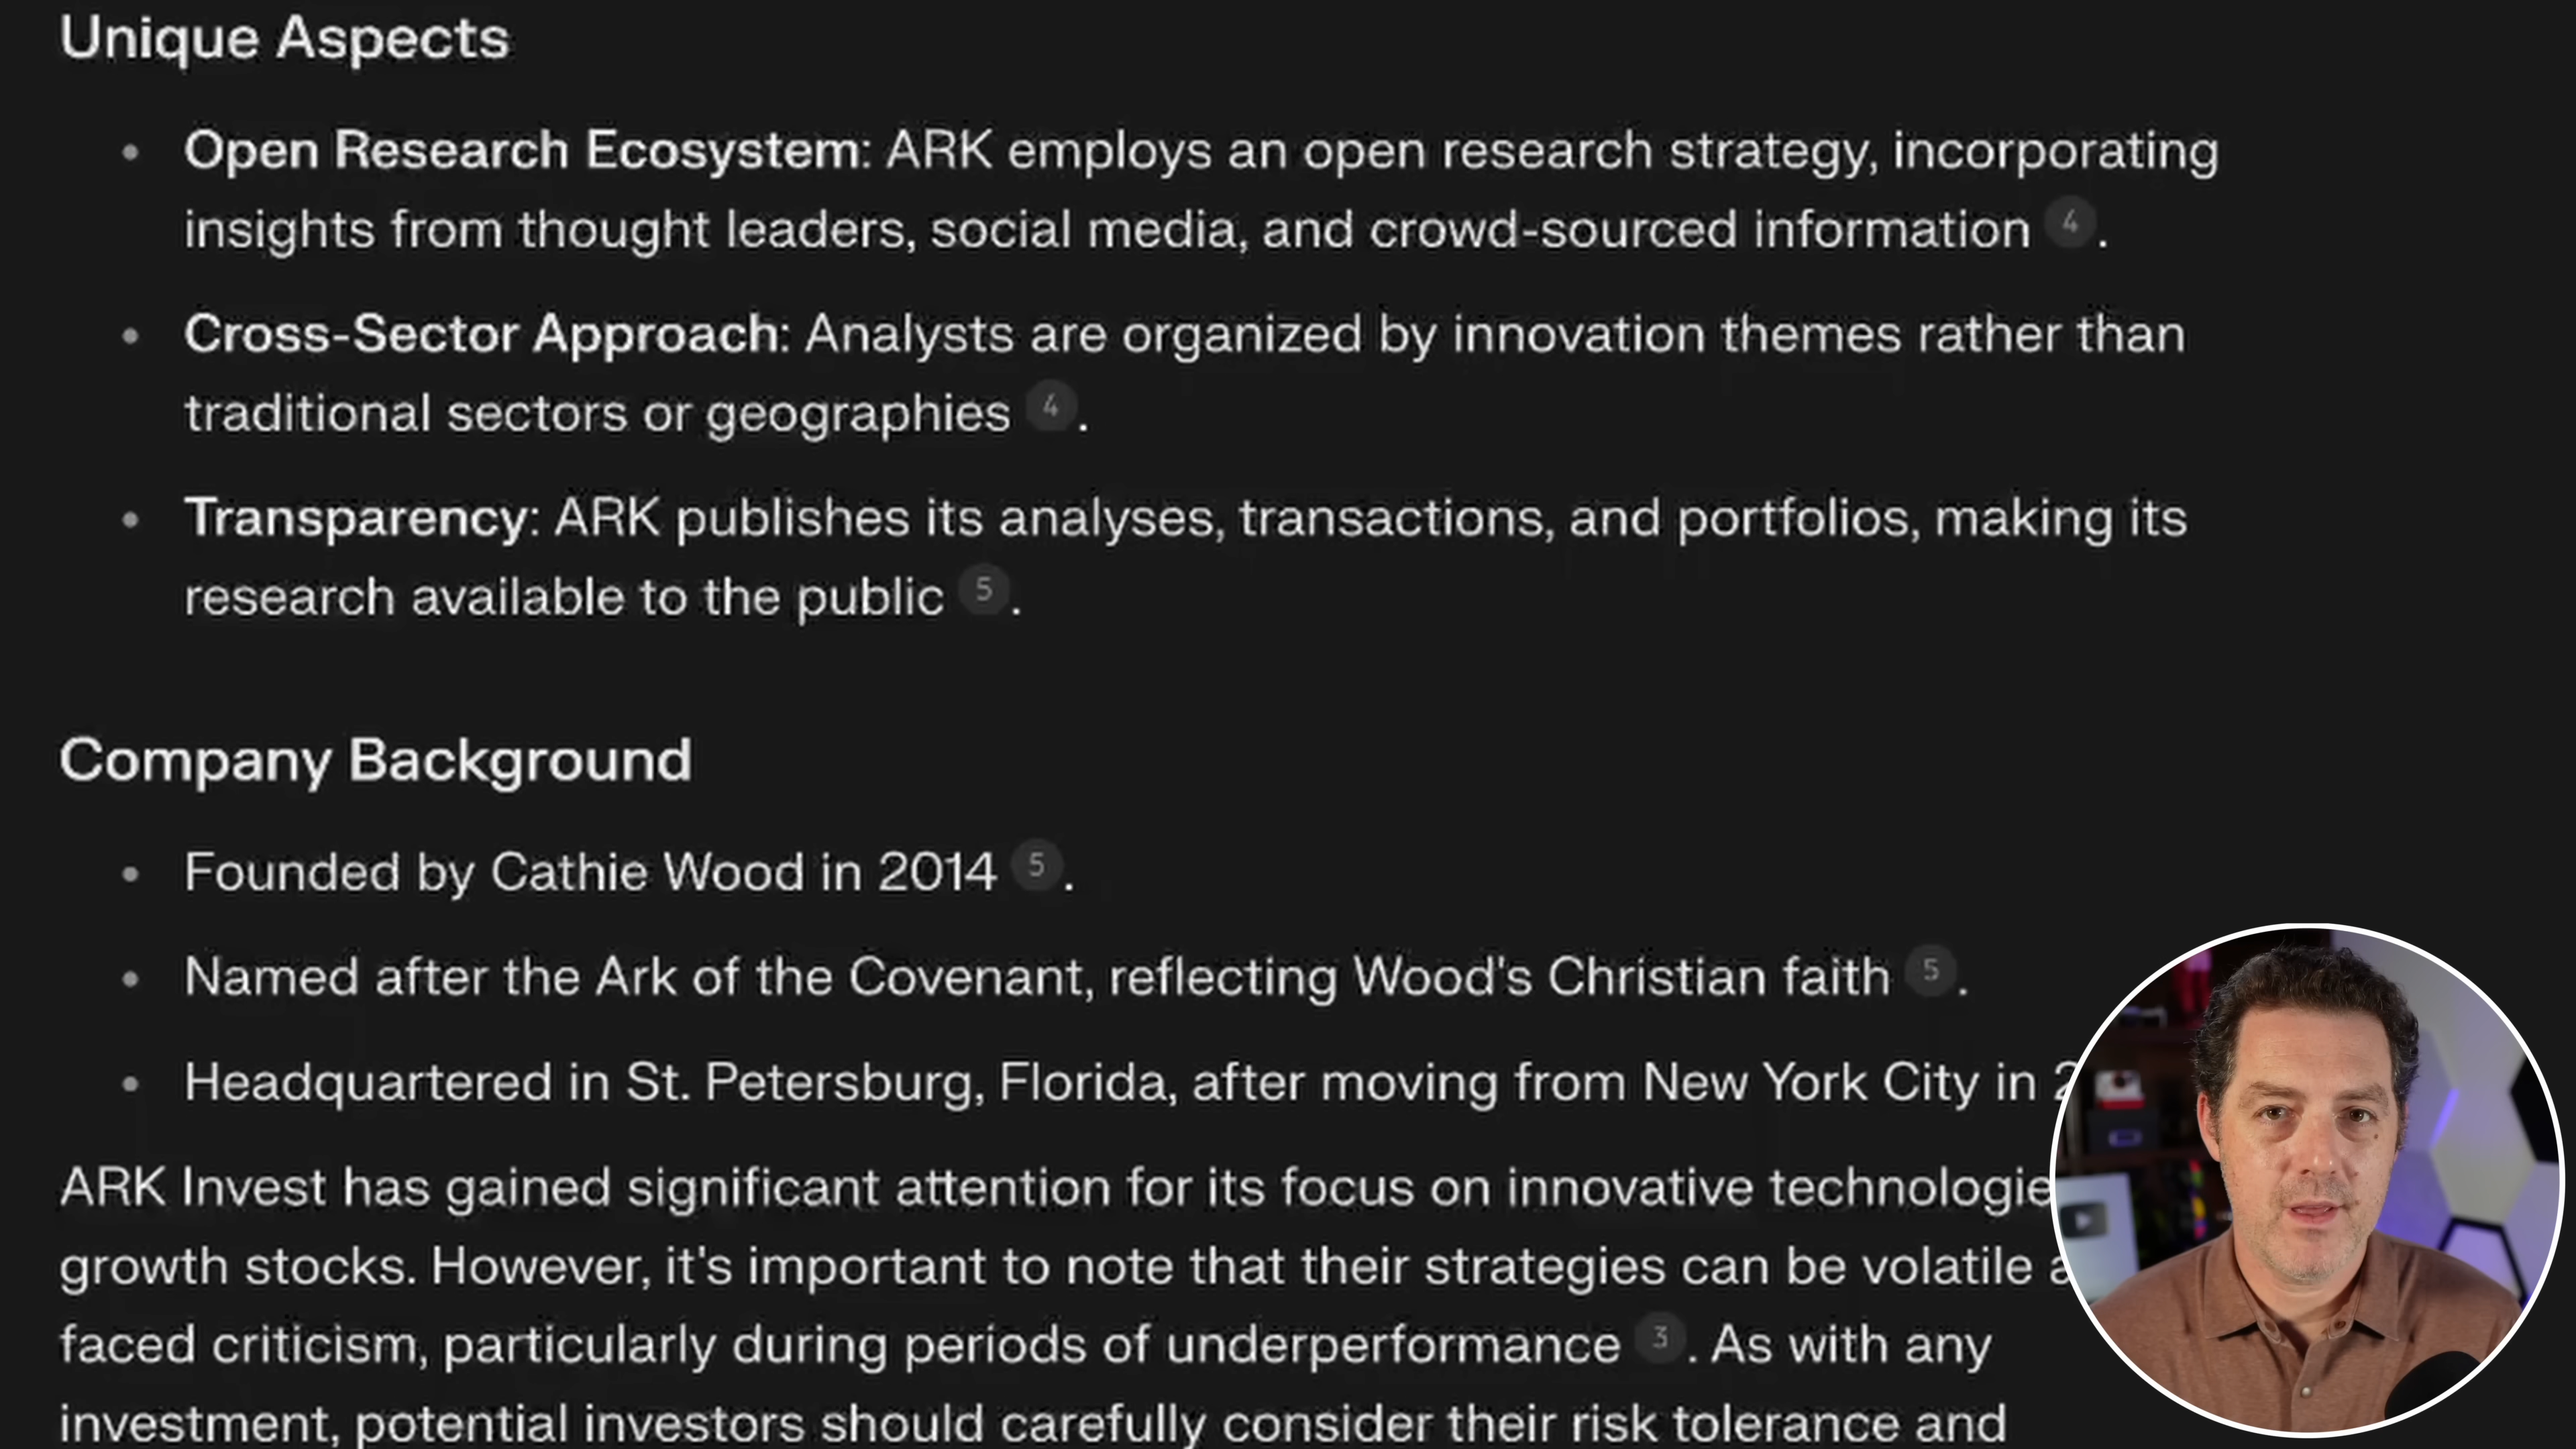 Unique Aspects
• Open Research Ecosystem: ARK employs an open research strategy, incorporating
insights from thought leaders, social media, and crowd-sourced information 4 .
• Cross-Sector Approach: Analysts are organized by innovation themes rather than
traditional sectors or geographies 4 .
• Transparency: ARK publishes its analyses, transactions, and portfolios, making its
research available to the public 5 .
Company Background
• Founded by Cathie Wood in 2014 5 .
• Named after the Ark of the Covenant, reflecting Wood's Christian faith 5 .
• Headquartered in St. Petersburg, Florida, after moving from New York City in
ARK Invest has gained significant attention for its focus on innovative
growth stocks. However, it's important to note that their strategies can be volatile
faced criticism, particularly during periods of underperformance 3 . As with any
investment, potential investors should carefully consider their risk tolerance and